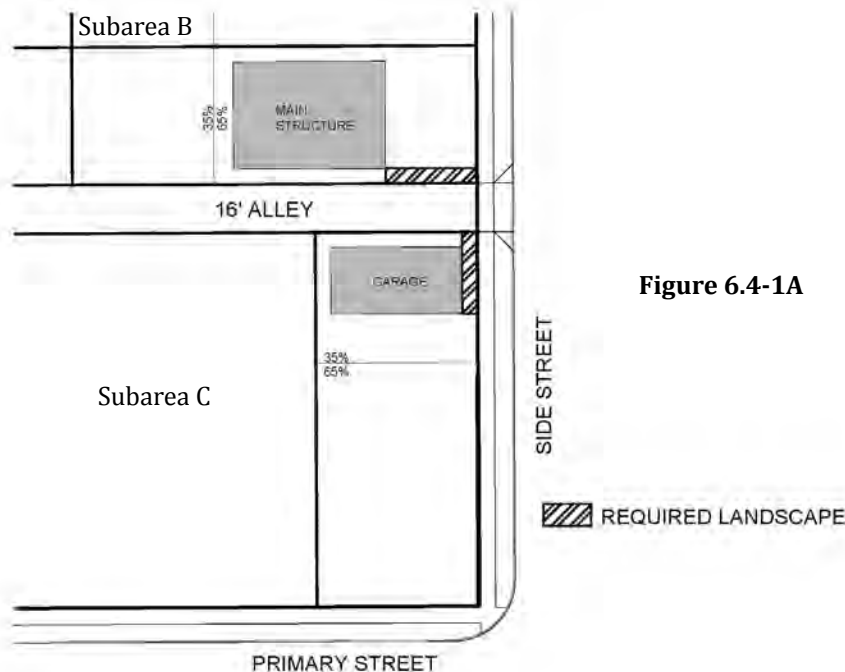 Subarea B
MAIN
STRUCTURE
35%
65%
16' ALLEY
GARAGE
Figure 6.4-1A
35%
65%
Subarea C
SIDE STREET
REQUIRED LANDSCAPE
PRIMARY STREET